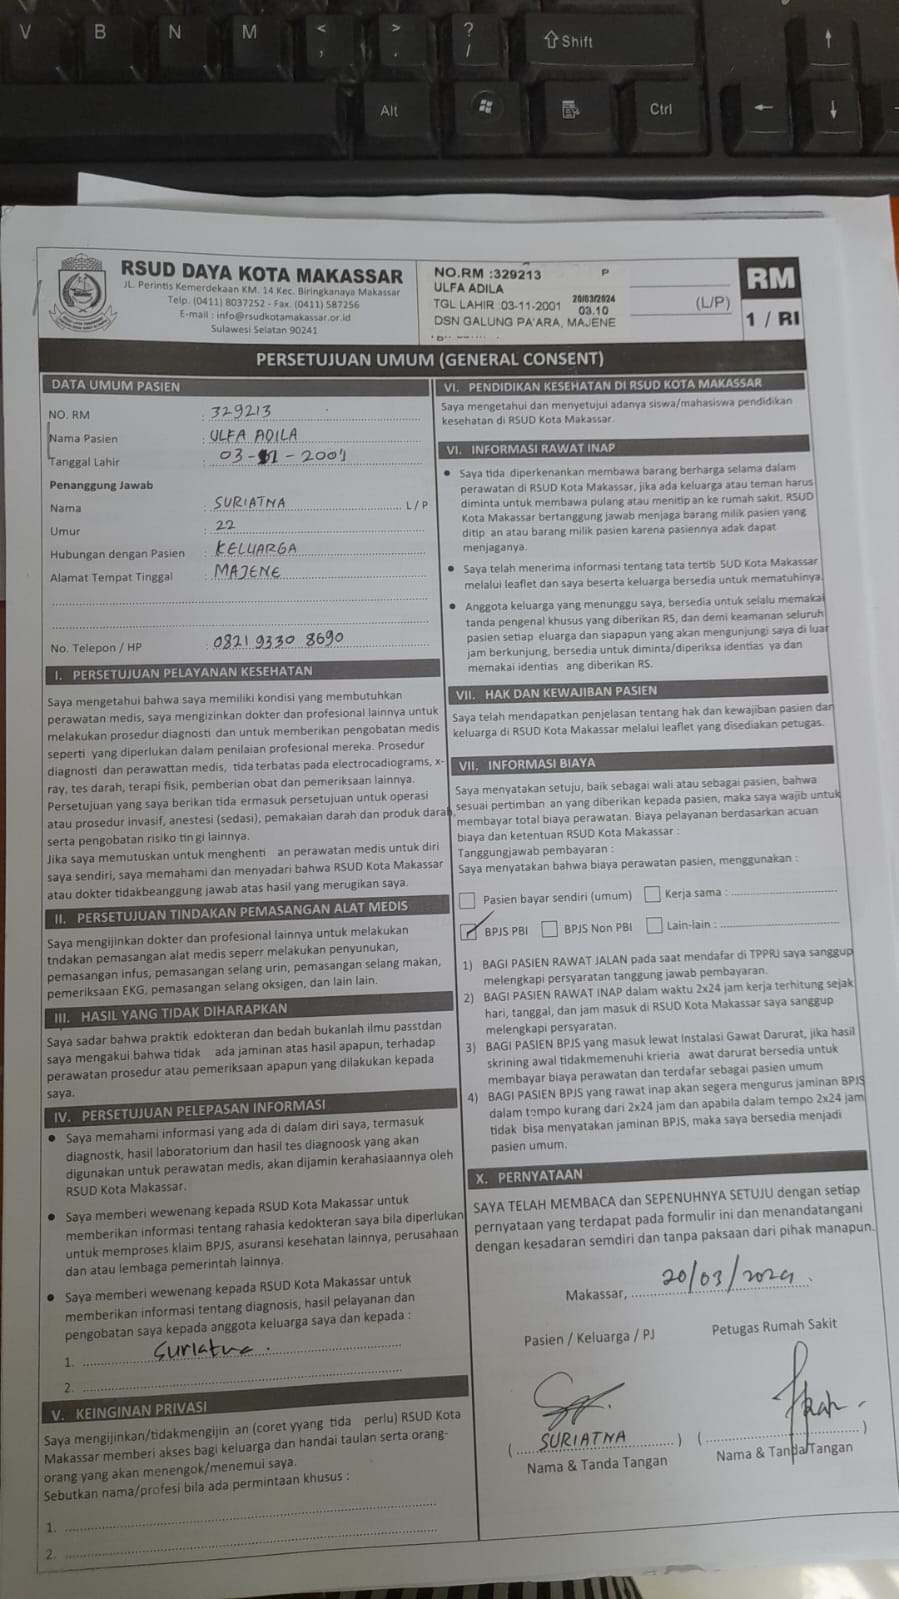 V B N M < , > . ? / Shift
Alt Ctrl
RSUD DAYA KOTA MAKASSAR
JL. Perintis Kemerdekaan KM. 14 Kec. Biringkanaya Makassar
Telp. (0411) 8037252 - Fax. (0411) 587256
E-mail : info@rsudkotamakassar.or.id
Sulawesi Selatan 90241
NO.RM :329213 P
ULFA ADILA
TGL LAHIR :03-11-2001 20/03/2024
03.10
DSN GALUNG PA'ARA, MAJENE
(L/P)
RM
1 / RI
PERSETUJUAN UMUM (GENERAL CONSENT)
DATA UMUM PASIEN
NO. RM : 329213
Nama Pasien : ULFA ADILA
Tanggal Lahir : 03-11-2001
Penanggung Jawab
Nama : SURIATNA L / P
Umur : 22
Hubungan dengan Pasien : KELUARGA
Alamat Tempat Tinggal : MAJENE
No. Telepon / HP : 0821 9330 8690
I. PERSETUJUAN PELAYANAN KESEHATAN
Saya mengetahui bahwa saya memiliki kondisi yang membutuhkan
perawatan medis, saya mengizinkan dokter dan profesional lainnya untuk
melakukan prosedur diagnosti dan untuk memberikan pengobatan medis
seperti yang diperlukan dalam penilaian profesional mereka. Prosedur
diagnosti dan perawattan medis, tida terbatas pada electrocardiograms, x-
ray, tes darah, terapi fisik, pemberian obat dan pemeriksaan lainnya.
Persetujuan yang saya berikan tida ermasuk persetujuan untuk operasi
atau prosedur invasif, anestesi (sedasi), pemakaian darah dan produk darah,
serta pengobatan risiko tin gi lainnya.
Jika saya memutuskan untuk menghenti an perawatan medis untuk diri
saya sendiri, saya memahami dan menyadari bahwa RSUD Kota Makassar
atau dokter tidakbeanggung jawab atas hasil yang merugikan saya.
II. PERSETUJUAN TINDAKAN PEMASANGAN ALAT MEDIS
Saya mengijinkan dokter dan profesional lainnya untuk melakukan
tndakan pemasangan alat medis seperr melakukan penyunukan,
pemasangan infus, pemasangan selang urin, pemasangan selang makan,
pemeriksaan EKG, pemasangan selang oksigen, dan lain lain.
III. HASIL YANG TIDAK DIHARAPKAN
Saya sadar bahwa praktik edokteran dan bedah bukanlah ilmu passtdan
saya mengakui bahwa tidak ada jaminan atas hasil apapun, terhadap
perawatan prosedur atau pemeriksaan apapun yang dilakukan kepada
saya.
IV. PERSETUJUAN PELEPASAN INFORMASI
● Saya memahami informasi yang ada di dalam diri saya, termasuk
diagnostk, hasil laboratorium dan hasil tes diagnoosk yang akan
digunakan untuk perawatan medis, akan dijamin kerahasiaannya oleh
RSUD Kota Makassar.
● Saya memberi wewenang kepada RSUD Kota Makassar untuk
memberikan informasi tentang rahasia kedokteran saya bila diperlukan
untuk memproses klaim BPJS, asuransi kesehatan lainnya, perusahaan
dan atau lembaga pemerintah lainnya.
● Saya memberi wewenang kepada RSUD Kota Makassar untuk
memberikan informasi tentang diagnosis, hasil pelayanan dan
pengobatan saya kepada anggota keluarga saya dan kepada :
1. Suriatna
2.
V. KEINGINAN PRIVASI
Saya mengijinkan/tidakmengijin an (coret yyang tida perlu) RSUD Kota
Makassar memberi akses bagi keluarga dan handai taulan serta orang-
orang yang akan menengok/menemui saya.
Sebutkan nama/profesi bila ada permintaan khusus :
1.
2.
VI. PENDIDIKAN KESEHATAN DI RSUD KOTA MAKASSAR
Saya mengetahui dan menyetujui adanya siswa/mahasiswa pendidikan
kesehatan di RSUD Kota Makassar.
VI. INFORMASI RAWAT INAP
● Saya tida diperkenankan membawa barang berharga selama dalam
perawatan di RSUD Kota Makassar, jika ada keluarga atau teman harus
diminta untuk membawa pulang atau menitip an ke rumah sakit. RSUD
Kota Makassar bertanggung jawab menjaga barang milik pasien yang
ditip an atau barang milik pasien karena pasiennya adak dapat
menjaganya.
● Saya telah menerima informasi tentang tata tertib SUD Kota Makassar
melalui leaflet dan saya beserta keluarga bersedia untuk mematuhinya.
● Anggota keluarga yang menunggu saya, bersedia untuk selalu memakai
tanda pengenal khusus yang diberikan RS, dan demi keamanan seluruh
pasien setiap eluarga dan siapapun yang akan mengunjungi saya di luar
jam berkunjung, bersedia untuk diminta/diperiksa identias ya dan
memakai identias ang diberikan RS.
VII. HAK DAN KEWAJIBAN PASIEN
Saya telah mendapatkan penjelasan tentang hak dan kewajiban pasien dan
keluarga di RSUD Kota Makassar melalui leaflet yang disediakan petugas.
VII. INFORMASI BIAYA
Saya menyatakan setuju, baik sebagai wali atau sebagai pasien, bahwa
sesuai pertimban an yang diberikan kepada pasien, maka saya wajib untuk
membayar total biaya perawatan. Biaya pelayanan berdasarkan acuan
biaya dan ketentuan RSUD Kota Makassar :
Tanggungjawab pembayaran :
Saya menyatakan bahwa biaya perawatan pasien, menggunakan :
Pasien bayar sendiri (umum) Kerja sama :
BPJS PBI BPJS Non PBI Lain-lain :
1) BAGI PASIEN RAWAT JALAN pada saat mendafar di TPPRJ saya sanggup
melengkapi persyaratan tanggung jawab pembayaran.
2) BAGI PASIEN RAWAT INAP dalam waktu 2x24 jam kerja terhitung sejak
hari, tanggal, dan jam masuk di RSUD Kota Makassar saya sanggup
melengkapi persyaratan.
3) BAGI PASIEN BPJS yang masuk lewat Instalasi Gawat Darurat, jika hasil
skrining awal tidakmemenuhi krieria awat darurat bersedia untuk
membayar biaya perawatan dan terdafar sebagai pasien umum
4) BAGI PASIEN BPJS yang rawat inap akan segera mengurus jaminan BPJS
dalam tempo kurang dari 2x24 jam dan apabila dalam tempo 2x24 jam
tidak bisa menyatakan jaminan BPJS, maka saya bersedia menjadi
pasien umum.
X. PERNYATAAN
SAYA TELAH MEMBACA dan SEPENUHNYA SETUJU dengan setiap
pernyataan yang terdapat pada formulir ini dan menandatangani
dengan kesadaran semdiri dan tanpa paksaan dari pihak manapun.
Makassar, 20/03/2024
Pasien / Keluarga / PJ Petugas Rumah Sakit
( SURIATNA ) ( )
Nama & Tanda Tangan Nama & Tanda Tangan